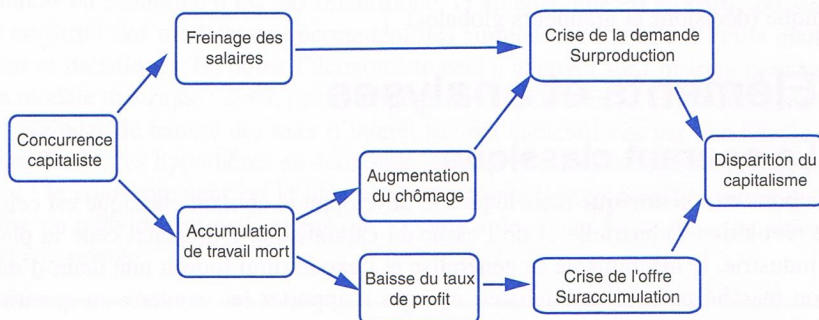 Freinage des
salaires
Crise de la demande
Surproduction
Concurrence
capitaliste
Augmentation
du chômage
Disparition du
capitalisme
Accumulation
de travail mort
Baisse du taux
de profit
Crise de l'offre
Suraccumulation